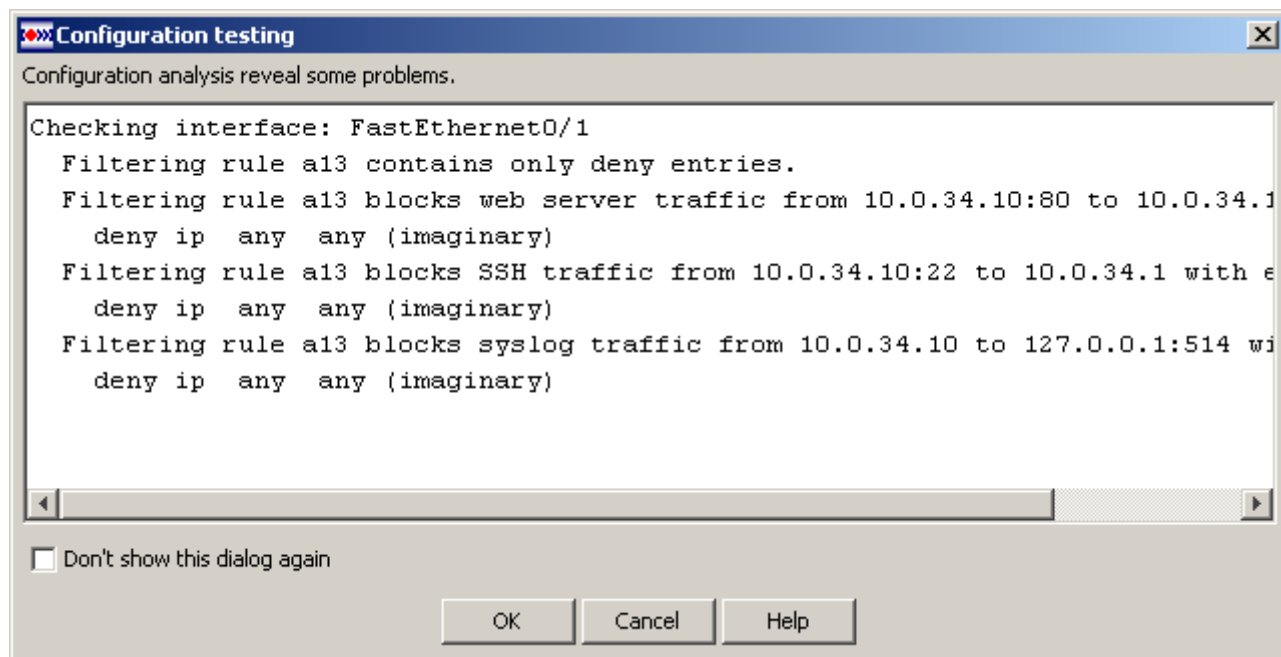 Configuration testing
Configuration analysis reveal some problems.
Checking interface: FastEthernet0/1
Filtering rule a13 contains only deny entries.
Filtering rule a13 blocks web server traffic from 10.0.34.10:80 to 10.0.34.1
deny ip any any (imaginary)
Filtering rule a13 blocks SSH traffic from 10.0.34.10:22 to 10.0.34.1 with e
deny ip any any (imaginary)
Filtering rule a13 blocks syslog traffic from 10.0.34.10 to 127.0.0.1:514 wi
deny ip any any (imaginary)
Don't show this dialog again
OK Cancel Help